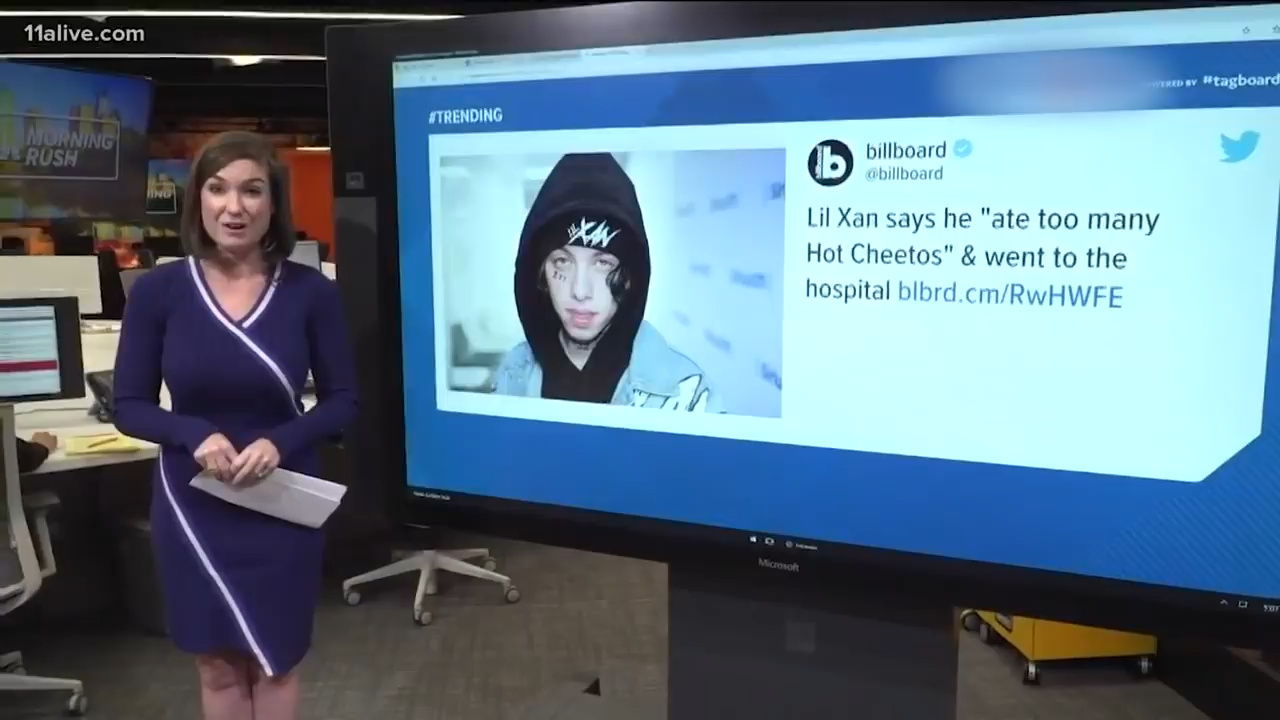 11alive.com
MORNING
RUSH
#TRENDING
#tagboard
billboard
@billboard
Lil Xan says he "ate too many
Hot Cheetos" & went to the
hospital blbrd.cm/RwHWFE
XAN
Microsoft